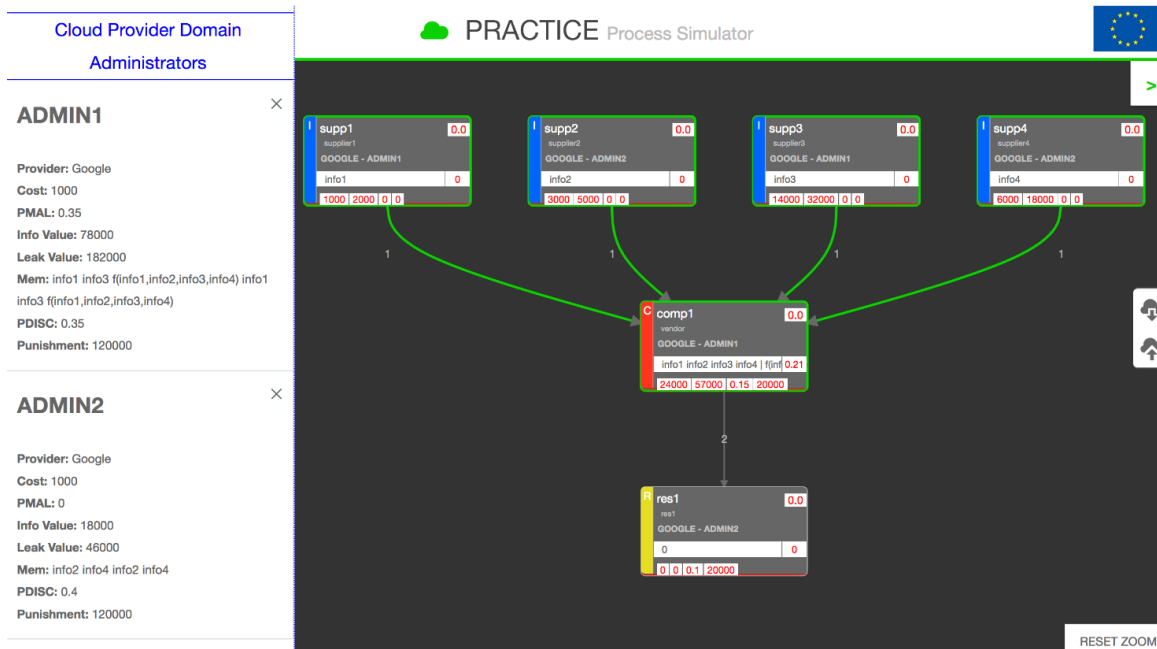 Cloud Provider Domain
Administrators
PRACTICE Process Simulator
>
ADMIN1
×
Provider: Google
Cost: 1000
PMAL: 0.35
Info Value: 78000
Leak Value: 182000
Mem: info1 info3 f(info1,info2,info3,info4) info1
info3 f(info1,info2,info3,info4)
PDISC: 0.35
Punishment: 120000
ADMIN2
×
Provider: Google
Cost: 1000
PMAL: 0
Info Value: 18000
Leak Value: 46000
Mem: info2 info4 info2 info4
PDISC: 0.4
Punishment: 120000
I supp1 0.0
supplier1
GOOGLE - ADMIN1
info1 0
1000 2000 0 0
I supp2 0.0
supplier2
GOOGLE - ADMIN2
info2 0
3000 5000 0 0
I supp3 0.0
supplier3
GOOGLE - ADMIN1
info3 0
14000 32000 0 0
I supp4 0.0
supplier4
GOOGLE - ADMIN2
info4 0
6000 18000 0 0
1 1 1 1
C comp1 0.0
vendor
GOOGLE - ADMIN1
info1 info2 info3 info4 | f(inf 0.21
24000 57000 0.15 20000
2
R res1 0.0
res1
GOOGLE - ADMIN2
0 0
0 0 0.1 20000
RESET ZOOM